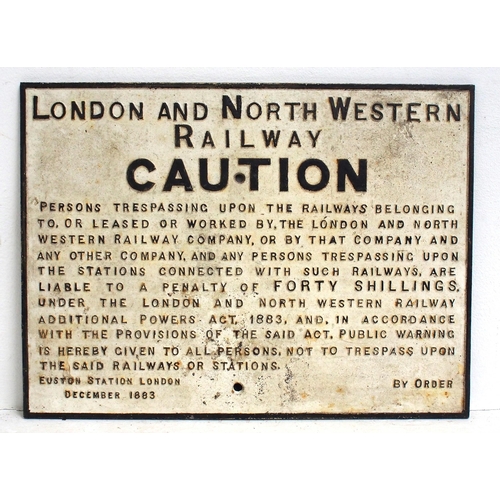 LONDON AND NORTH WESTERN
RAILWAY
CAUTION
PERSONS TRESPASSING UPON THE RAILWAYS BELONGING
TO, OR LEASED OR WORKED BY, THE LONDON AND NORTH
WESTERN RAILWAY COMPANY, OR BY THAT COMPANY AND
ANY OTHER COMPANY, AND ANY PERSONS TRESPASSING UPON
THE STATIONS CONNECTED WITH SUCH RAILWAYS, ARE
LIABLE TO A PENALTY OF FORTY SHILLINGS,
UNDER THE LONDON AND NORTH WESTERN RAILWAY
ADDITIONAL POWERS ACT, 1883, AND, IN ACCORDANCE
WITH THE PROVISIONS OF THE SAID ACT, PUBLIC WARNING
IS HEREBY GIVEN TO ALL PERSONS, NOT TO TRESPASS UPON
THE SAID RAILWAYS OR STATIONS.
EUSTON STATION LONDON BY ORDER
DECEMBER 1883